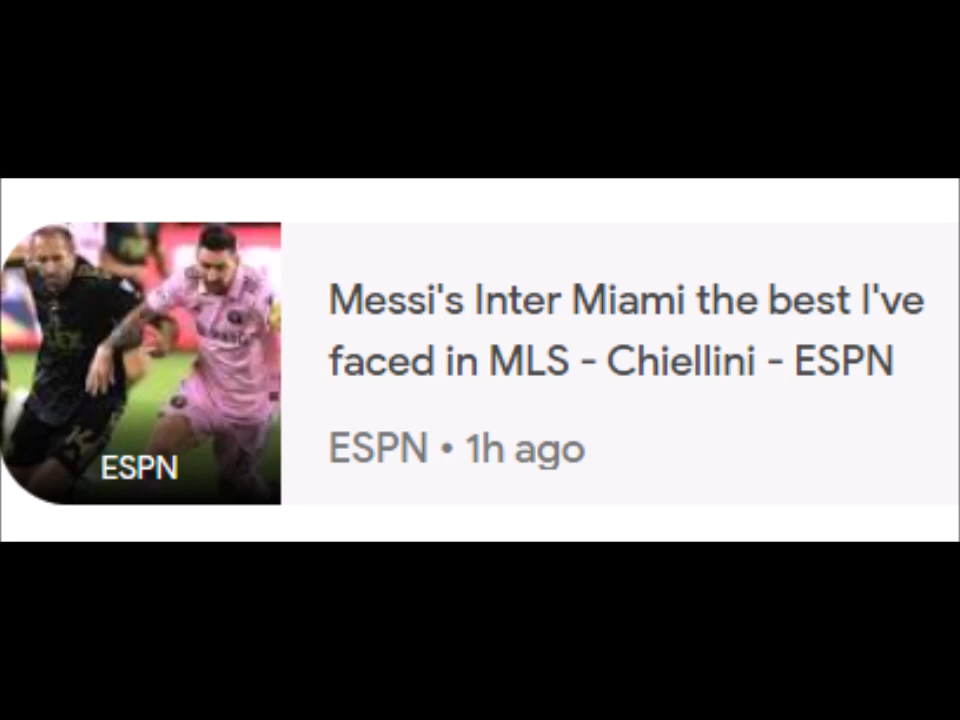 Messi's Inter Miami the best I've
faced in MLS - Chiellini - ESPN
ESPN • 1h ago
ESPN